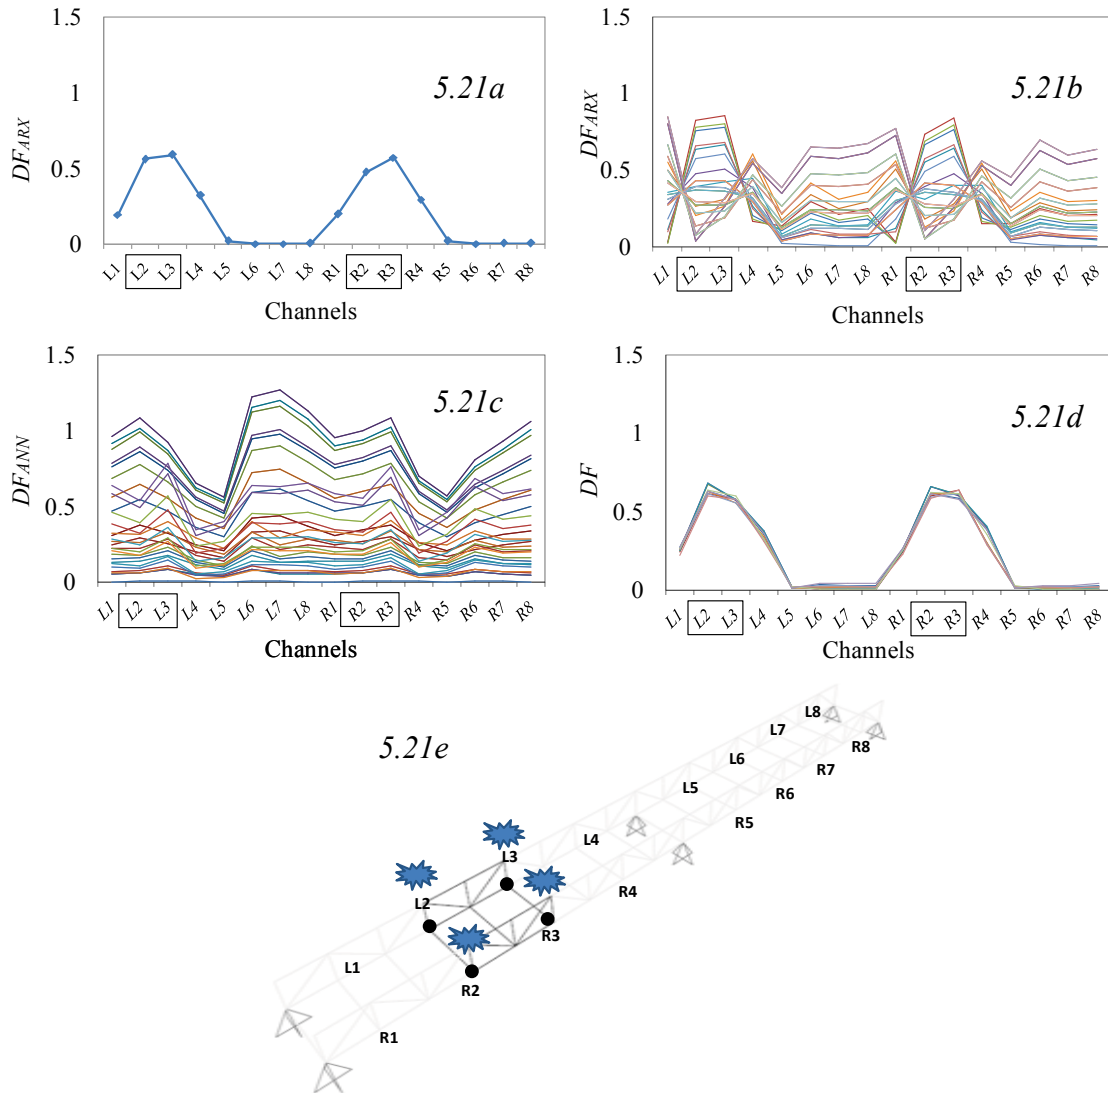 1.5
1
0.5
0
DFARX
5.21a
L1 L2 L3 L4 L5 L6 L7 L8 R1 R2 R3 R4 R5 R6 R7 R8
Channels
1.5
1
0.5
0
DFARX
5.21b
L1 L2 L3 L4 L5 L6 L7 L8 R1 R2 R3 R4 R5 R6 R7 R8
Channels
1.5
1
0.5
0
DFANN
5.21c
L1 L2 L3 L4 L5 L6 L7 L8 R1 R2 R3 R4 R5 R6 R7 R8
Channels
1.5
1
0.5
0
DF
5.21d
L1 L2 L3 L4 L5 L6 L7 L8 R1 R2 R3 R4 R5 R6 R7 R8
Channels
5.21e
L8
L7
R8
L6
R7
L5
R6
R5
L4
L3
R4
L2
R3
L1
R2
R1